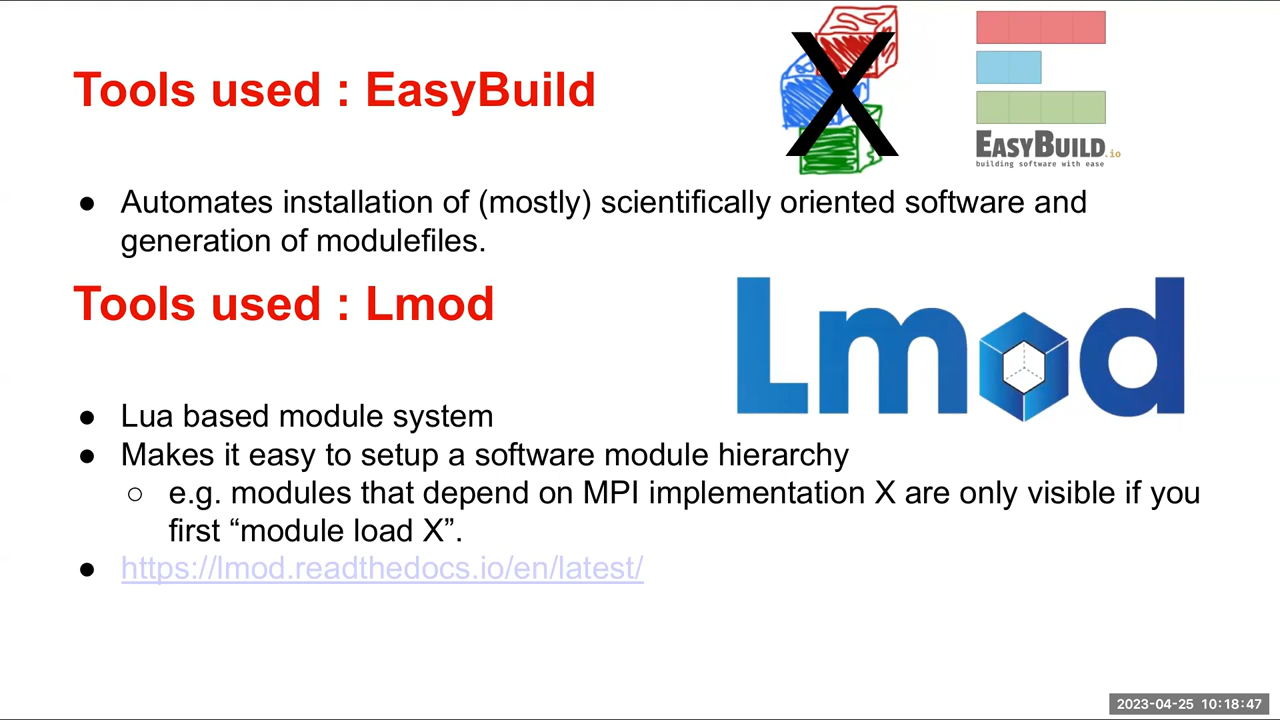 Tools used : EasyBuild
X
EASYBUILD.io
building software with ease
● Automates installation of (mostly) scientifically oriented software and
generation of modulefiles.
Tools used : Lmod
Lmod
● Lua based module system
● Makes it easy to setup a software module hierarchy
○ e.g. modules that depend on MPI implementation X are only visible if you
first “module load X”.
● https://lmod.readthedocs.io/en/latest/
2023-04-25 10:18:47